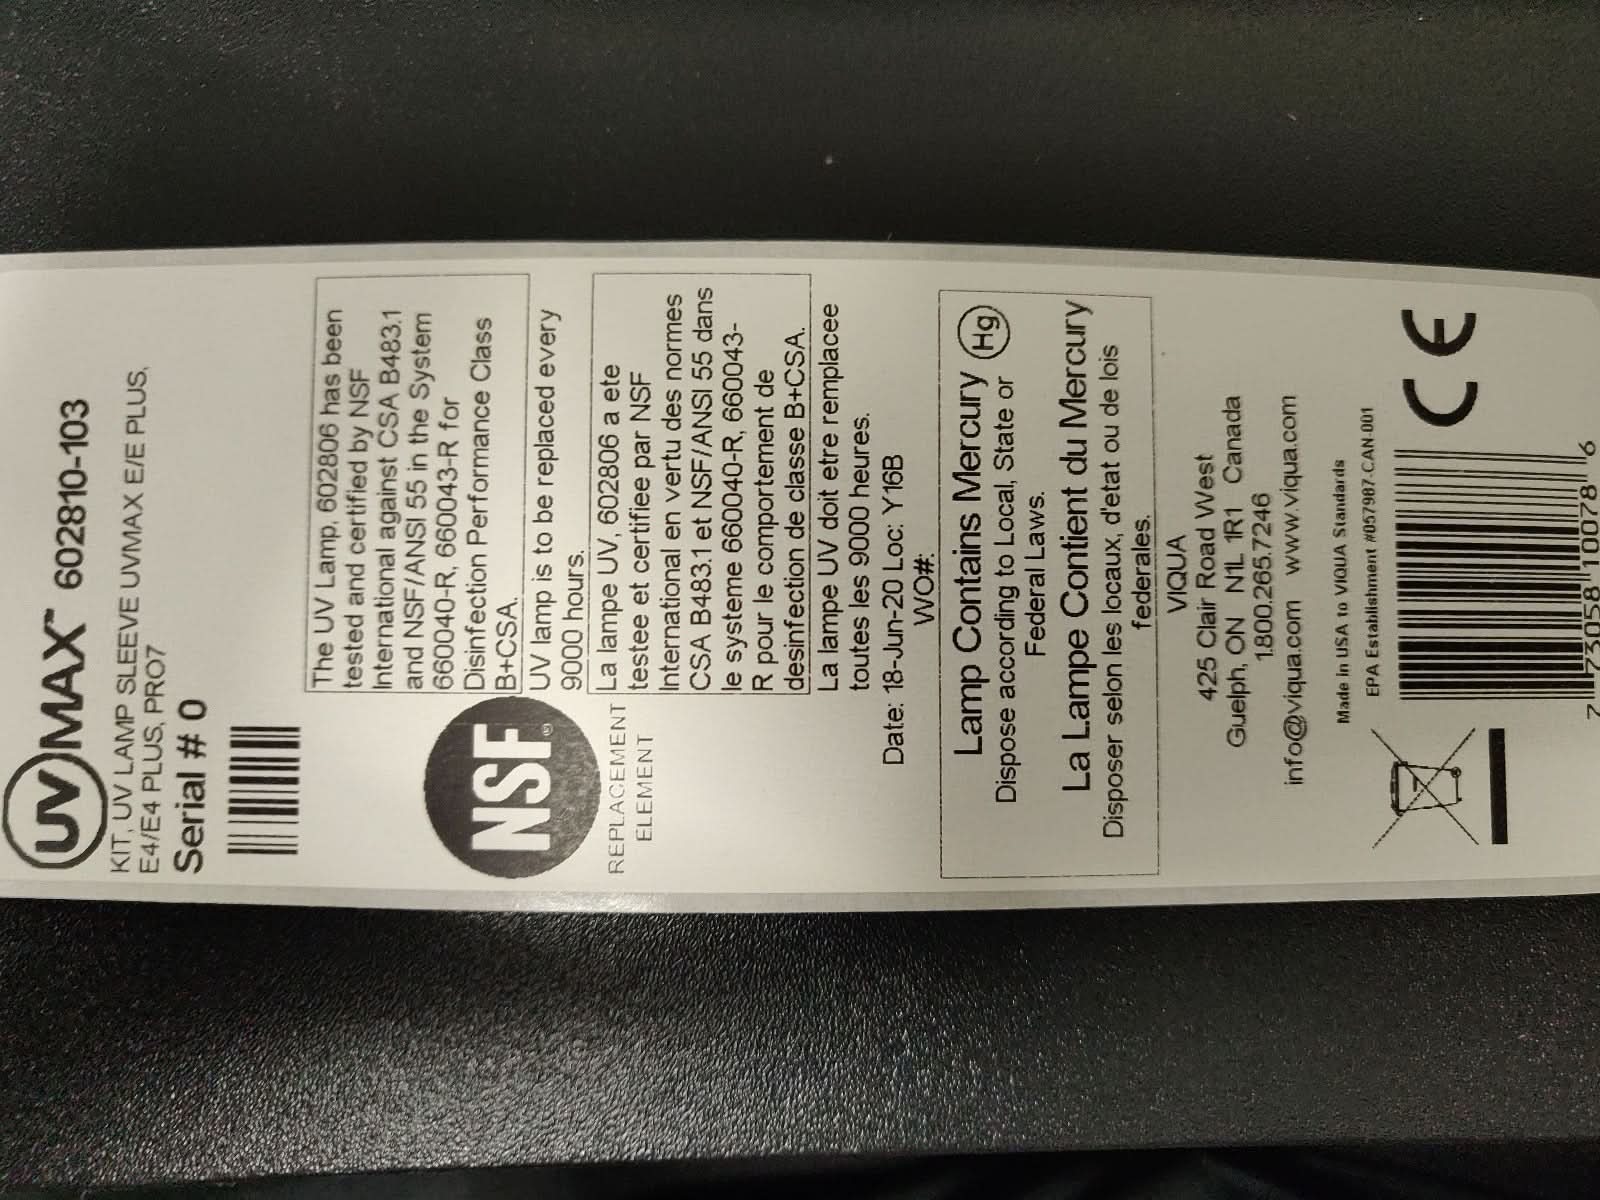 UVMAX™ 602810-103
KIT, UV LAMP SLEEVE UVMAX E/E PLUS,
E4/E4 PLUS, PRO7
Serial # 0
The UV Lamp, 602806 has been
tested and certified by NSF
International against CSA B483.1
and NSF/ANSI 55 in the System
660040-R, 660043-R for
Disinfection Performance Class
B+CSA.
UV lamp is to be replaced every
9000 hours.
NSF®
REPLACEMENT
ELEMENT
La lampe UV, 602806 a ete
testee et certifiee par NSF
International en vertu des normes
CSA B483.1 et NSF/ANSI 55 dans
le systeme 660040-R, 660043-
R pour le comportement de
desinfection de classe B+CSA.
La lampe UV doit etre remplacee
toutes les 9000 heures.
Date: 18-Jun-20 Loc: Y16B
WO#:
Lamp Contains Mercury Hg
Dispose according to Local, State or
Federal Laws.
La Lampe Contient du Mercury
Disposer selon les locaux, d'etat ou de lois
federales.
VIQUA
425 Clair Road West
Guelph, ON N1L 1R1 Canada
1.800.265.7246
info@viqua.com www.viqua.com
Made in USA to VIQUA Standards
EPA Establishment #057987-CAN-001
CE
7 73058 10078 6